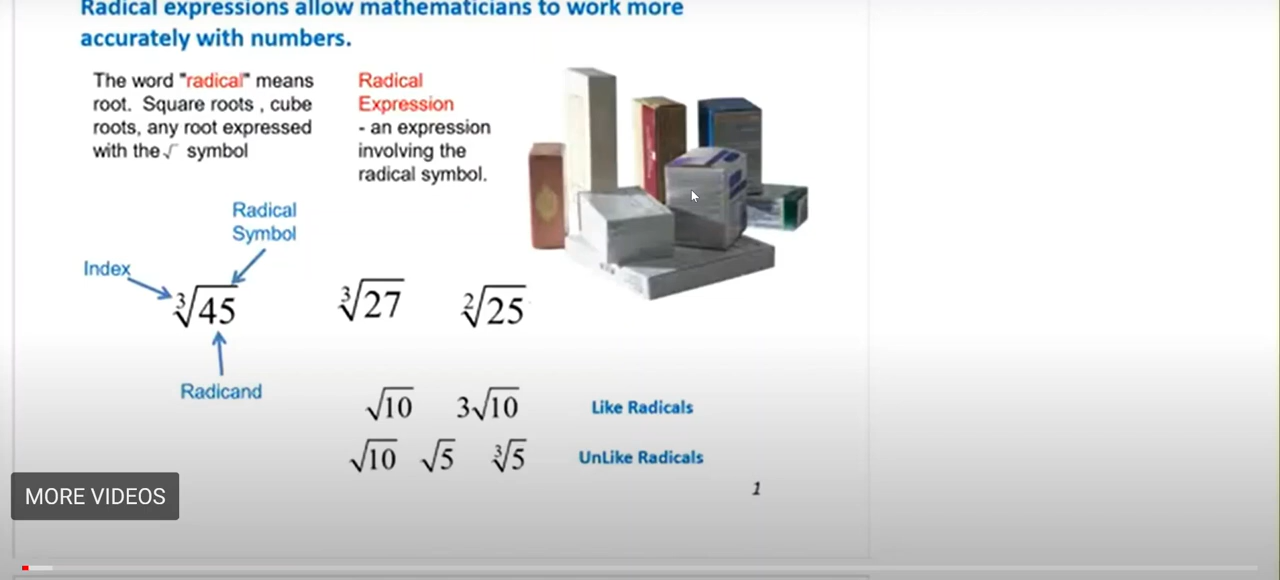 Radical expressions allow mathematicians to work more
accurately with numbers.
The word "radical" means
root. Square roots , cube
roots, any root expressed
with the √ symbol
Radical
Expression
- an expression
involving the
radical symbol.
Radical
Symbol
Index
∛45
Radicand
∛27
²√25
√10 3√10 Like Radicals
√10 √5 ∛5 UnLike Radicals
1
MORE VIDEOS